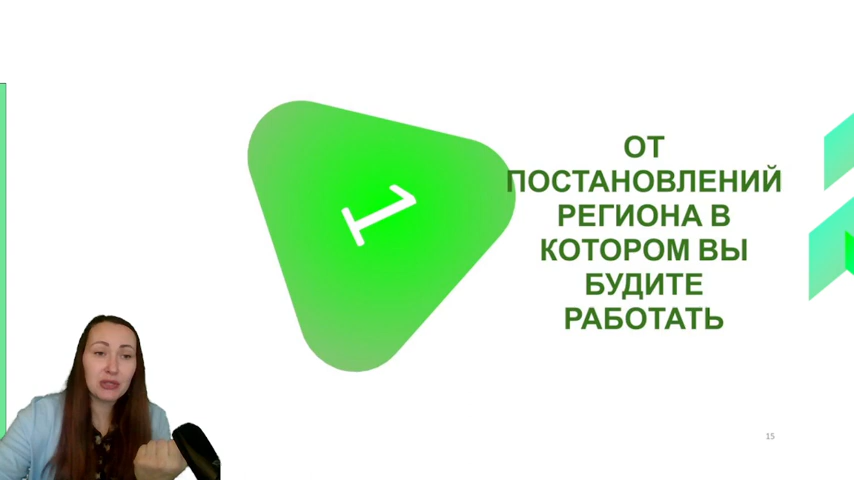 1
ОТ
ПОСТАНОВЛЕНИЙ
РЕГИОНА В
КОТОРОМ ВЫ
БУДИТЕ
РАБОТАТЬ
15